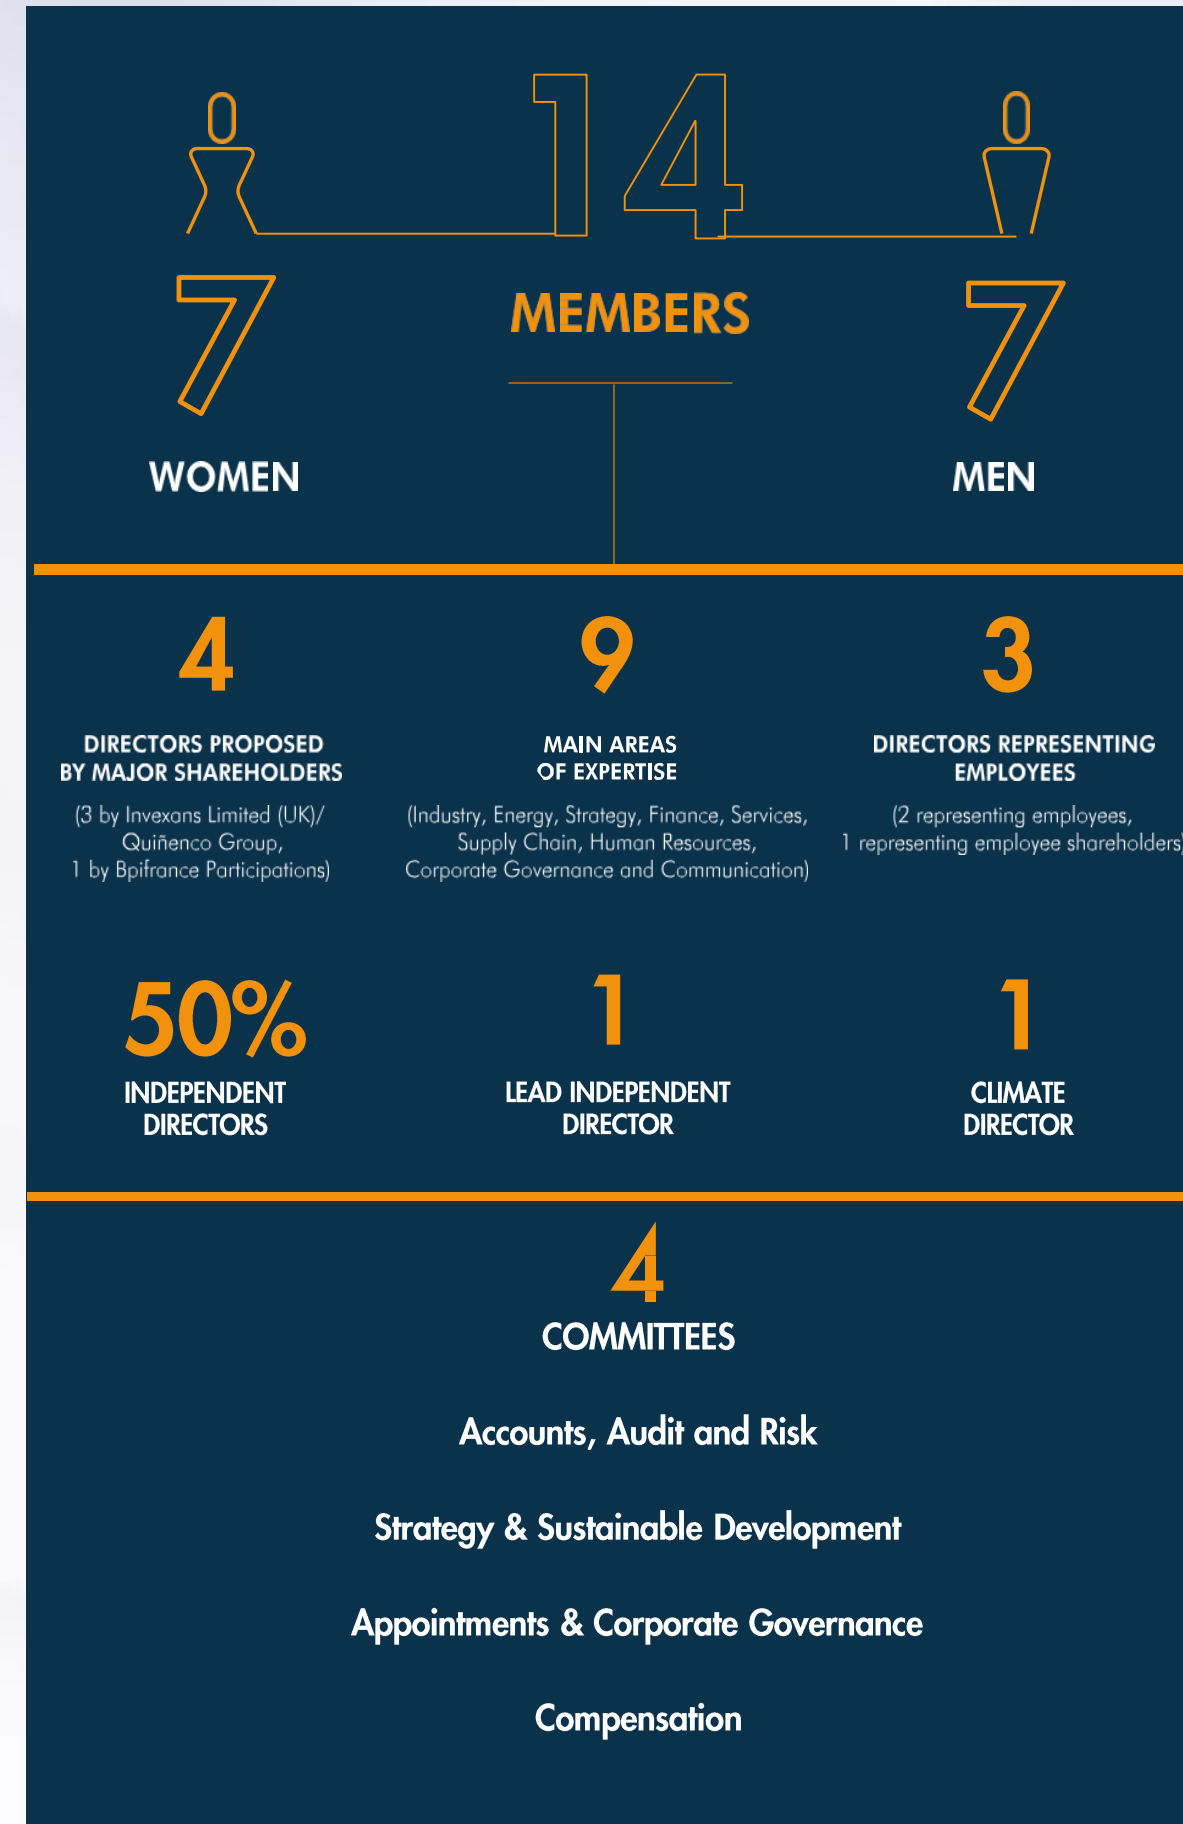 14
MEMBERS
7
WOMEN
7
MEN
4
DIRECTORS PROPOSED
BY MAJOR SHAREHOLDERS
(3 by Invexans Limited (UK)/
Quiñenco Group,
1 by Bpifrance Participations)
9
MAIN AREAS
OF EXPERTISE
(Industry, Energy, Strategy, Finance, Services,
Supply Chain, Human Resources,
Corporate Governance and Communication)
3
DIRECTORS REPRESENTING
EMPLOYEES
(2 representing employees,
1 representing employee shareholders)
50%
INDEPENDENT
DIRECTORS
1
LEAD INDEPENDENT
DIRECTOR
1
CLIMATE
DIRECTOR
4
COMMITTEES
Accounts, Audit and Risk
Strategy & Sustainable Development
Appointments & Corporate Governance
Compensation